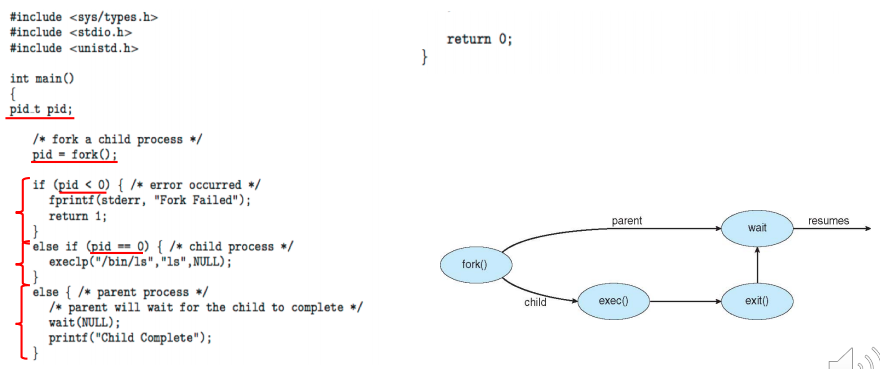 #include <sys/types.h>
#include <stdio.h>
#include <unistd.h>
int main()
{
pid_t pid;
/* fork a child process */
pid = fork();
if (pid < 0) { /* error occurred */
fprintf(stderr, "Fork Failed");
return 1;
}
else if (pid == 0) { /* child process */
execlp("/bin/ls","ls",NULL);
}
else { /* parent process */
/* parent will wait for the child to complete */
wait(NULL);
printf("Child Complete");
}
return 0;
}
parent
wait
resumes
fork()
child
exec()
exit()